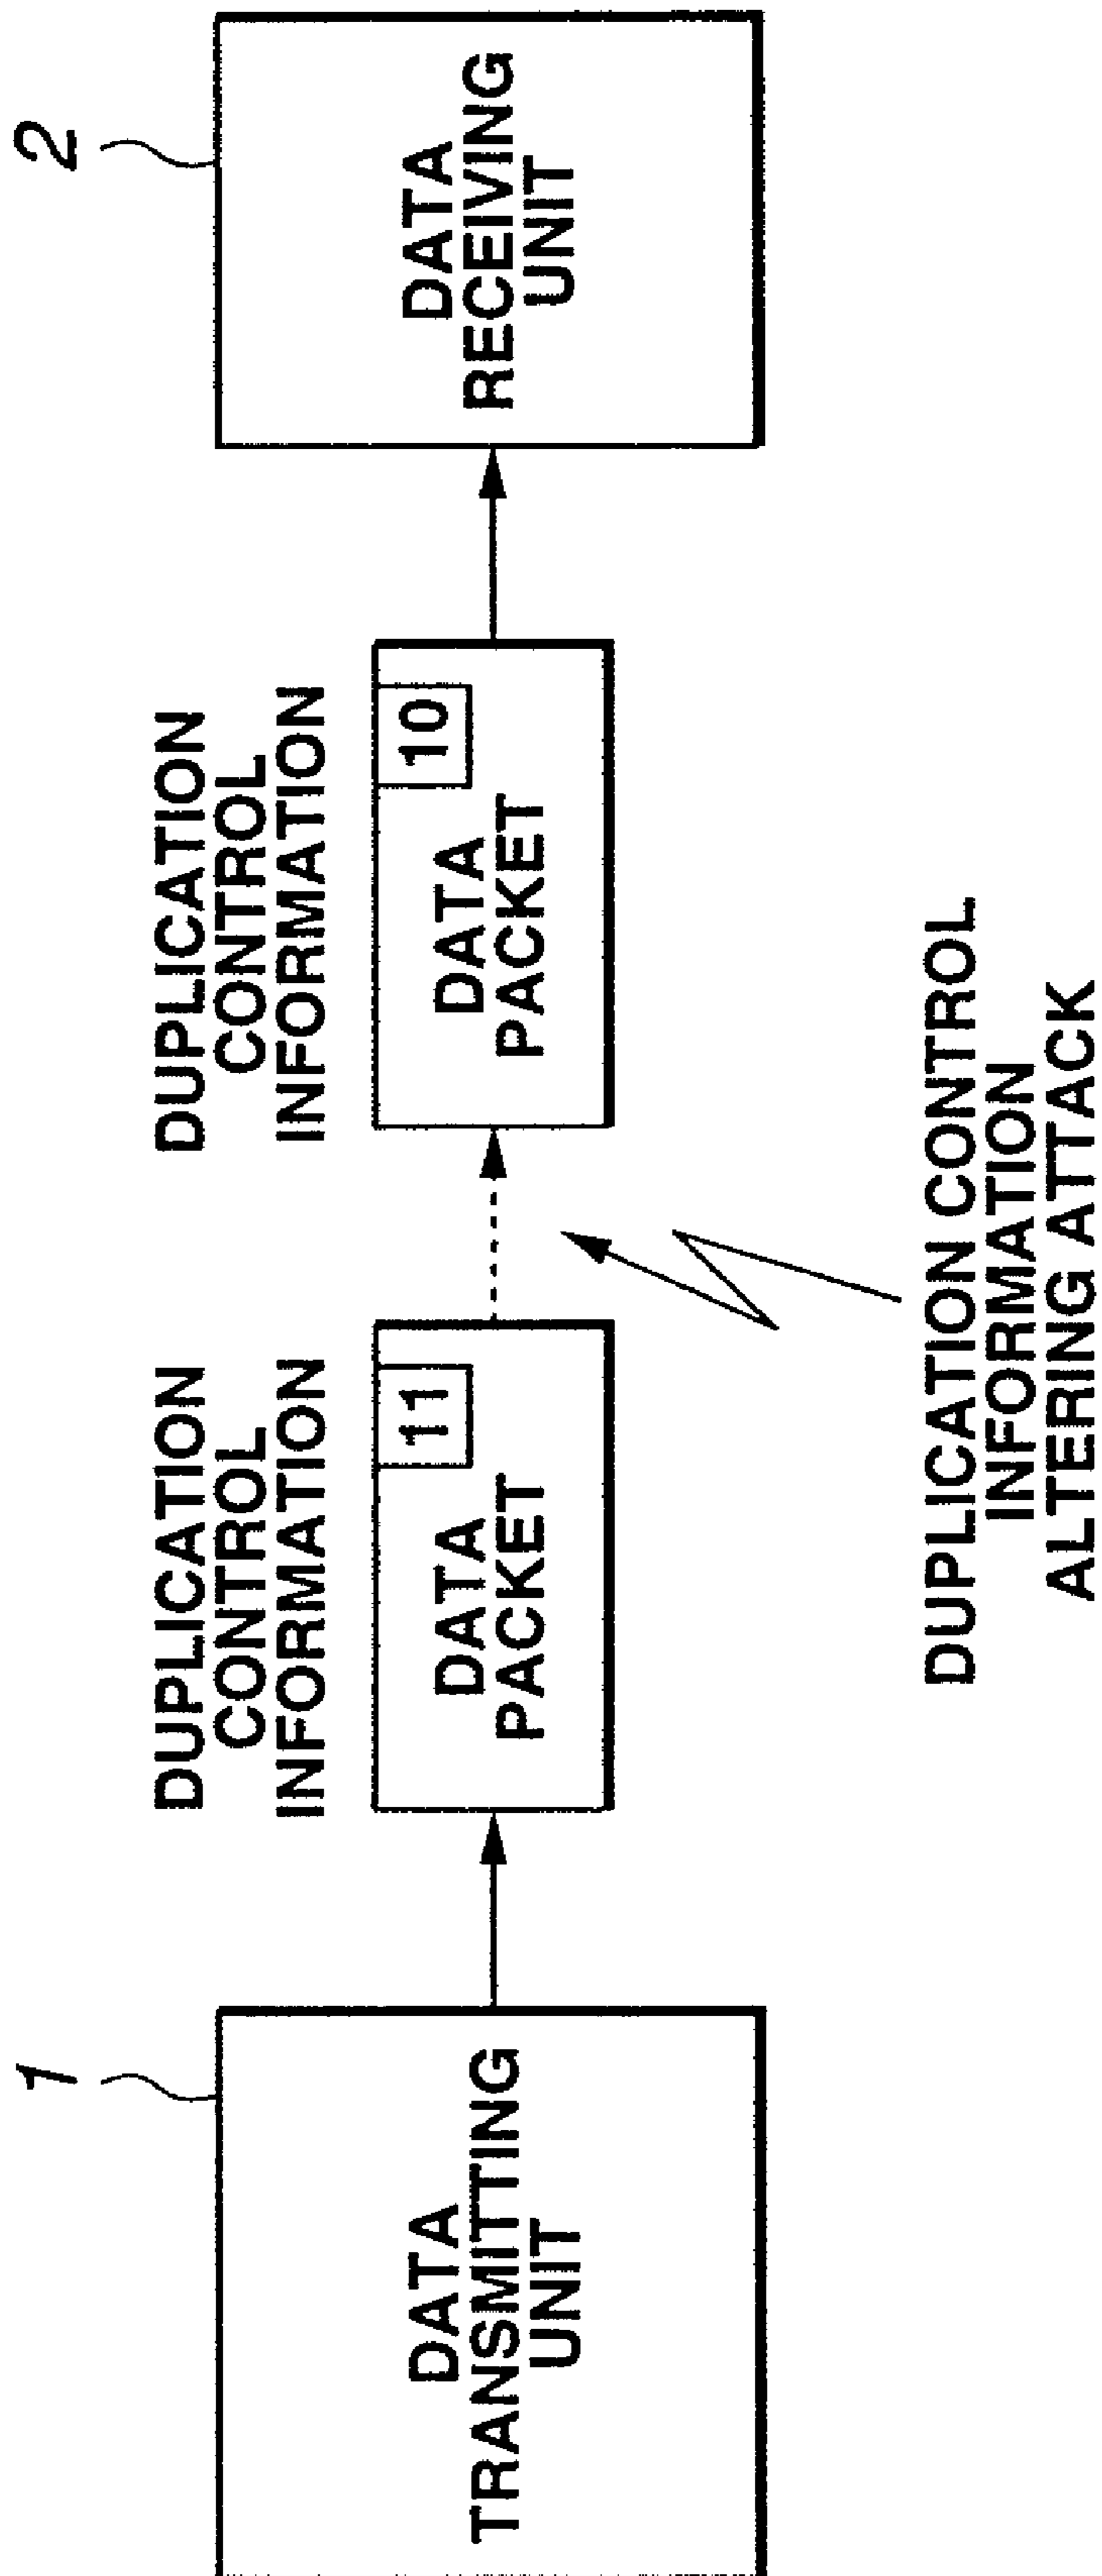 1
DATA
TRANSMITTING
UNIT
DUPLICATION
CONTROL
INFORMATION
11
DATA
PACKET
DUPLICATION
CONTROL
INFORMATION
10
DATA
PACKET
2
DATA
RECEIVING
UNIT
DUPLICATION CONTROL
INFORMATION
ALTERING ATTACK